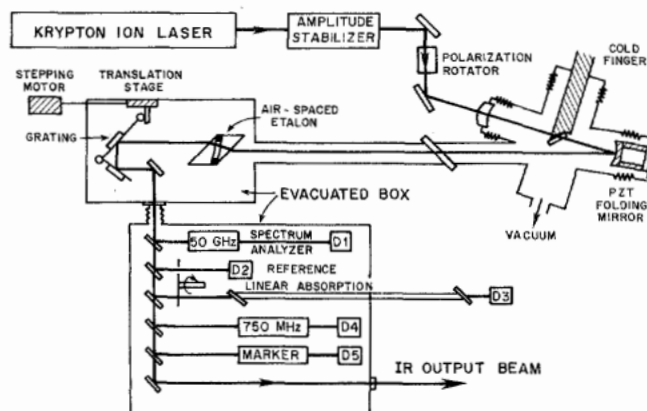 KRYPTON ION LASER
AMPLITUDE
STABILIZER
POLARIZATION
ROTATOR
COLD
FINGER
STEPPING
MOTOR
TRANSLATION
STAGE
AIR-SPACED
ETALON
GRATING
EVACUATED BOX
PZT
FOLDING
MIRROR
VACUUM
50 GHz
SPECTRUM
ANALYZER
D1
D2
REFERENCE
LINEAR ABSORPTION
D3
750 MHz
D4
MARKER
D5
IR OUTPUT BEAM